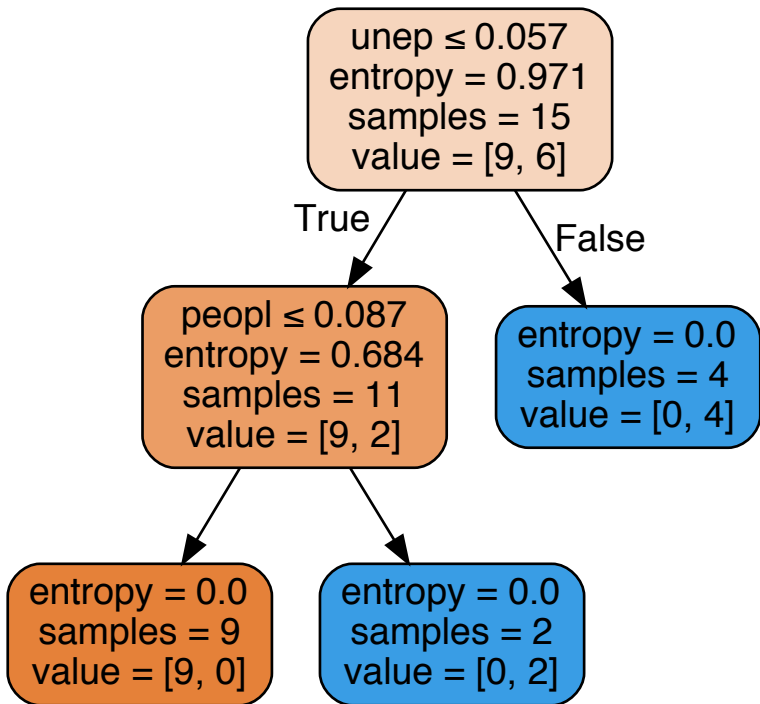 unep ≤ 0.057
entropy = 0.971
samples = 15
value = [9, 6]
True
False
peopl ≤ 0.087
entropy = 0.684
samples = 11
value = [9, 2]
entropy = 0.0
samples = 4
value = [0, 4]
entropy = 0.0
samples = 9
value = [9, 0]
entropy = 0.0
samples = 2
value = [0, 2]